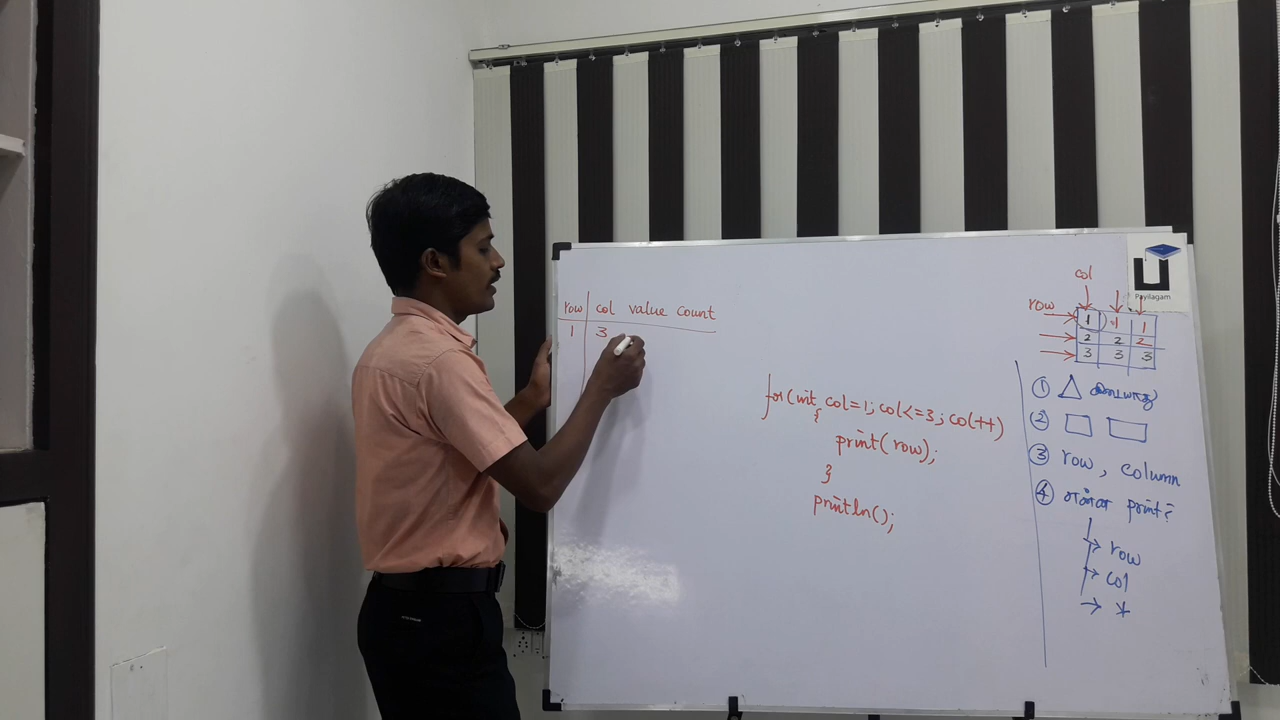 row col value count
1 3
for(int col=1; col<=3; col++)
{
print(row);
}
println();
col
Payilagam
row
1 1 1
2 2 2
3 3 3
①
②
③ row, column
④ என்ன print?
→ row
→ col
→ *